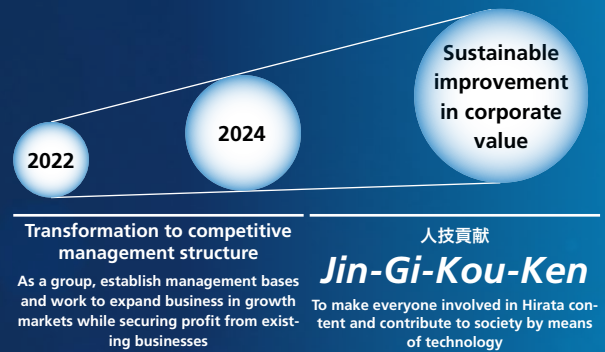 2022
2024
Sustainable
improvement
in corporate
value
Transformation to competitive
management structure
As a group, establish management bases
and work to expand business in growth
markets while securing profit from exist-
ing businesses
人技貢献
Jin-Gi-Kou-Ken
To make everyone involved in Hirata con-
tent and contribute to society by means
of technology